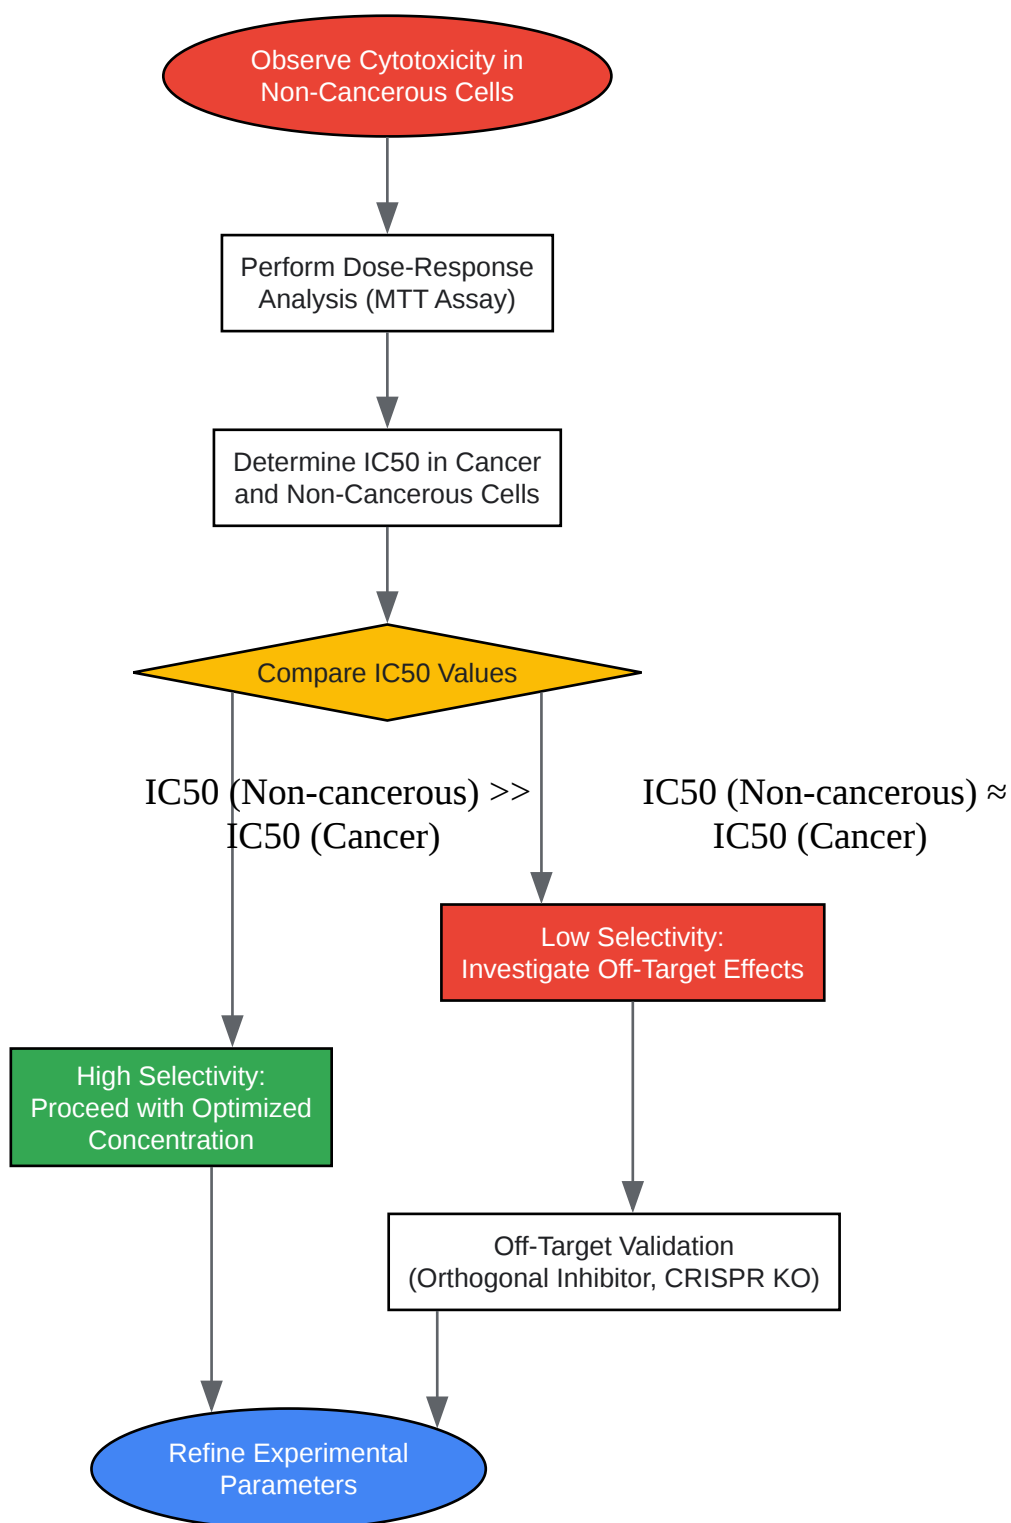 Observe Cytotoxicity in
Non-Cancerous Cells
Perform Dose-Response
Analysis (MTT Assay)
Determine IC50 in Cancer
and Non-Cancerous Cells
Compare IC50 Values
IC50 (Non-cancerous) >>
IC50 (Cancer)
IC50 (Non-cancerous) ≈
IC50 (Cancer)
Low Selectivity:
Investigate Off-Target Effects
High Selectivity:
Proceed with Optimized
Concentration
Off-Target Validation
(Orthogonal Inhibitor, CRISPR KO)
Refine Experimental
Parameters